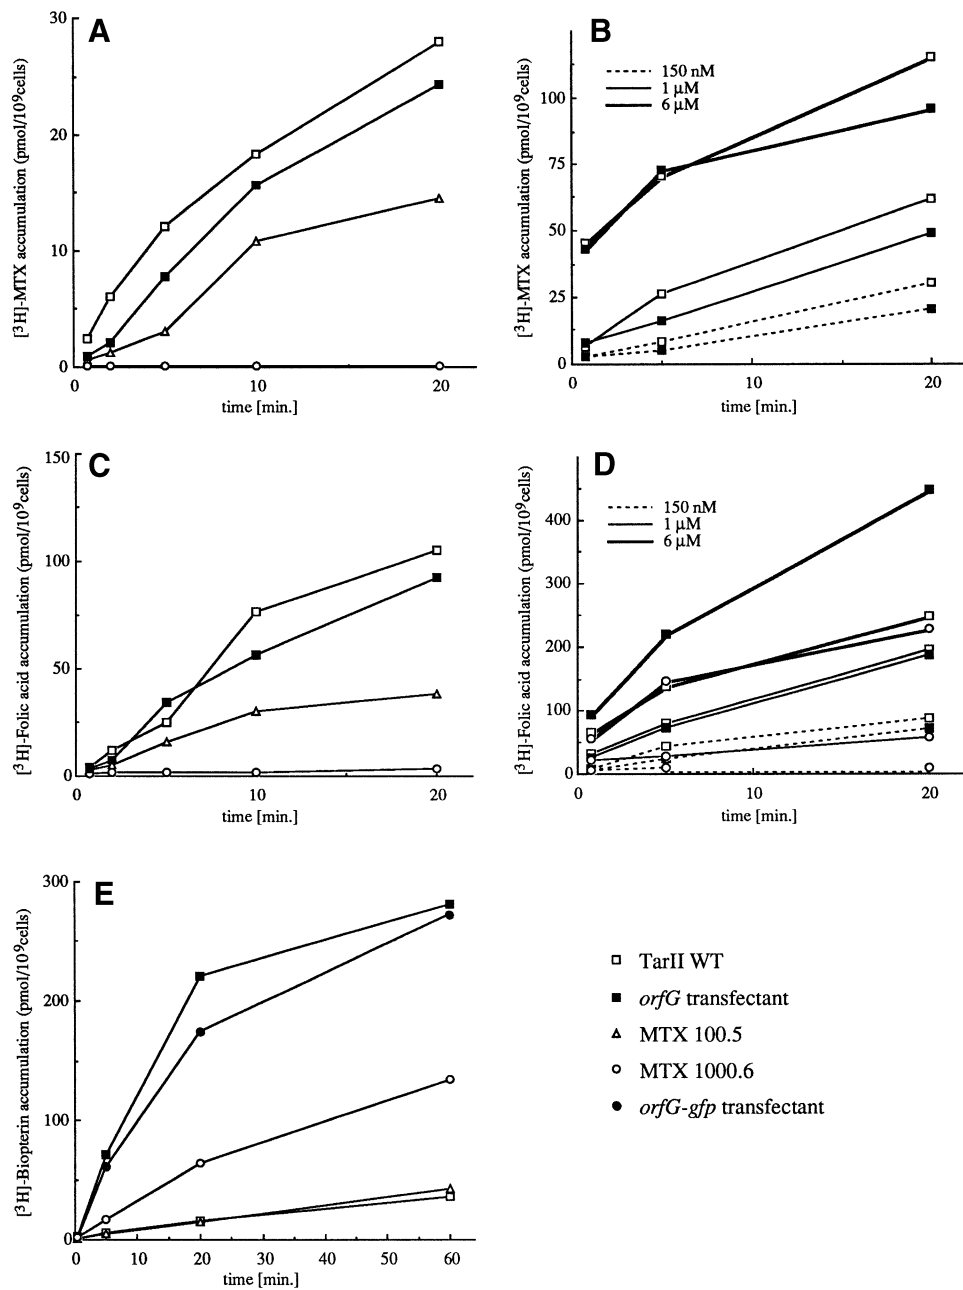 A
[³H]-MTX accumulation (pmol/10⁹cells)
30
20
10
0
0 10 20
time [min.]
B
[³H]-MTX accumulation (pmol/10⁹cells)
150 nM
1 µM
6 µM
100
75
50
25
0
0 10 20
time [min.]
C
[³H]-Folic acid accumulation (pmol/10⁹cells)
150
100
50
0
0 10 20
time [min.]
D
[³H]-Folic acid accumulation (pmol/10⁹cells)
150 nM
1 µM
6 µM
400
300
200
100
0
0 10 20
time [min.]
E
[³H]-Biopterin accumulation (pmol/10⁹cells)
300
200
100
0
0 10 20 30 40 50 60
time [min.]
TarII WT
orfG transfectant
MTX 100.5
MTX 1000.6
orfG-gfp transfectant